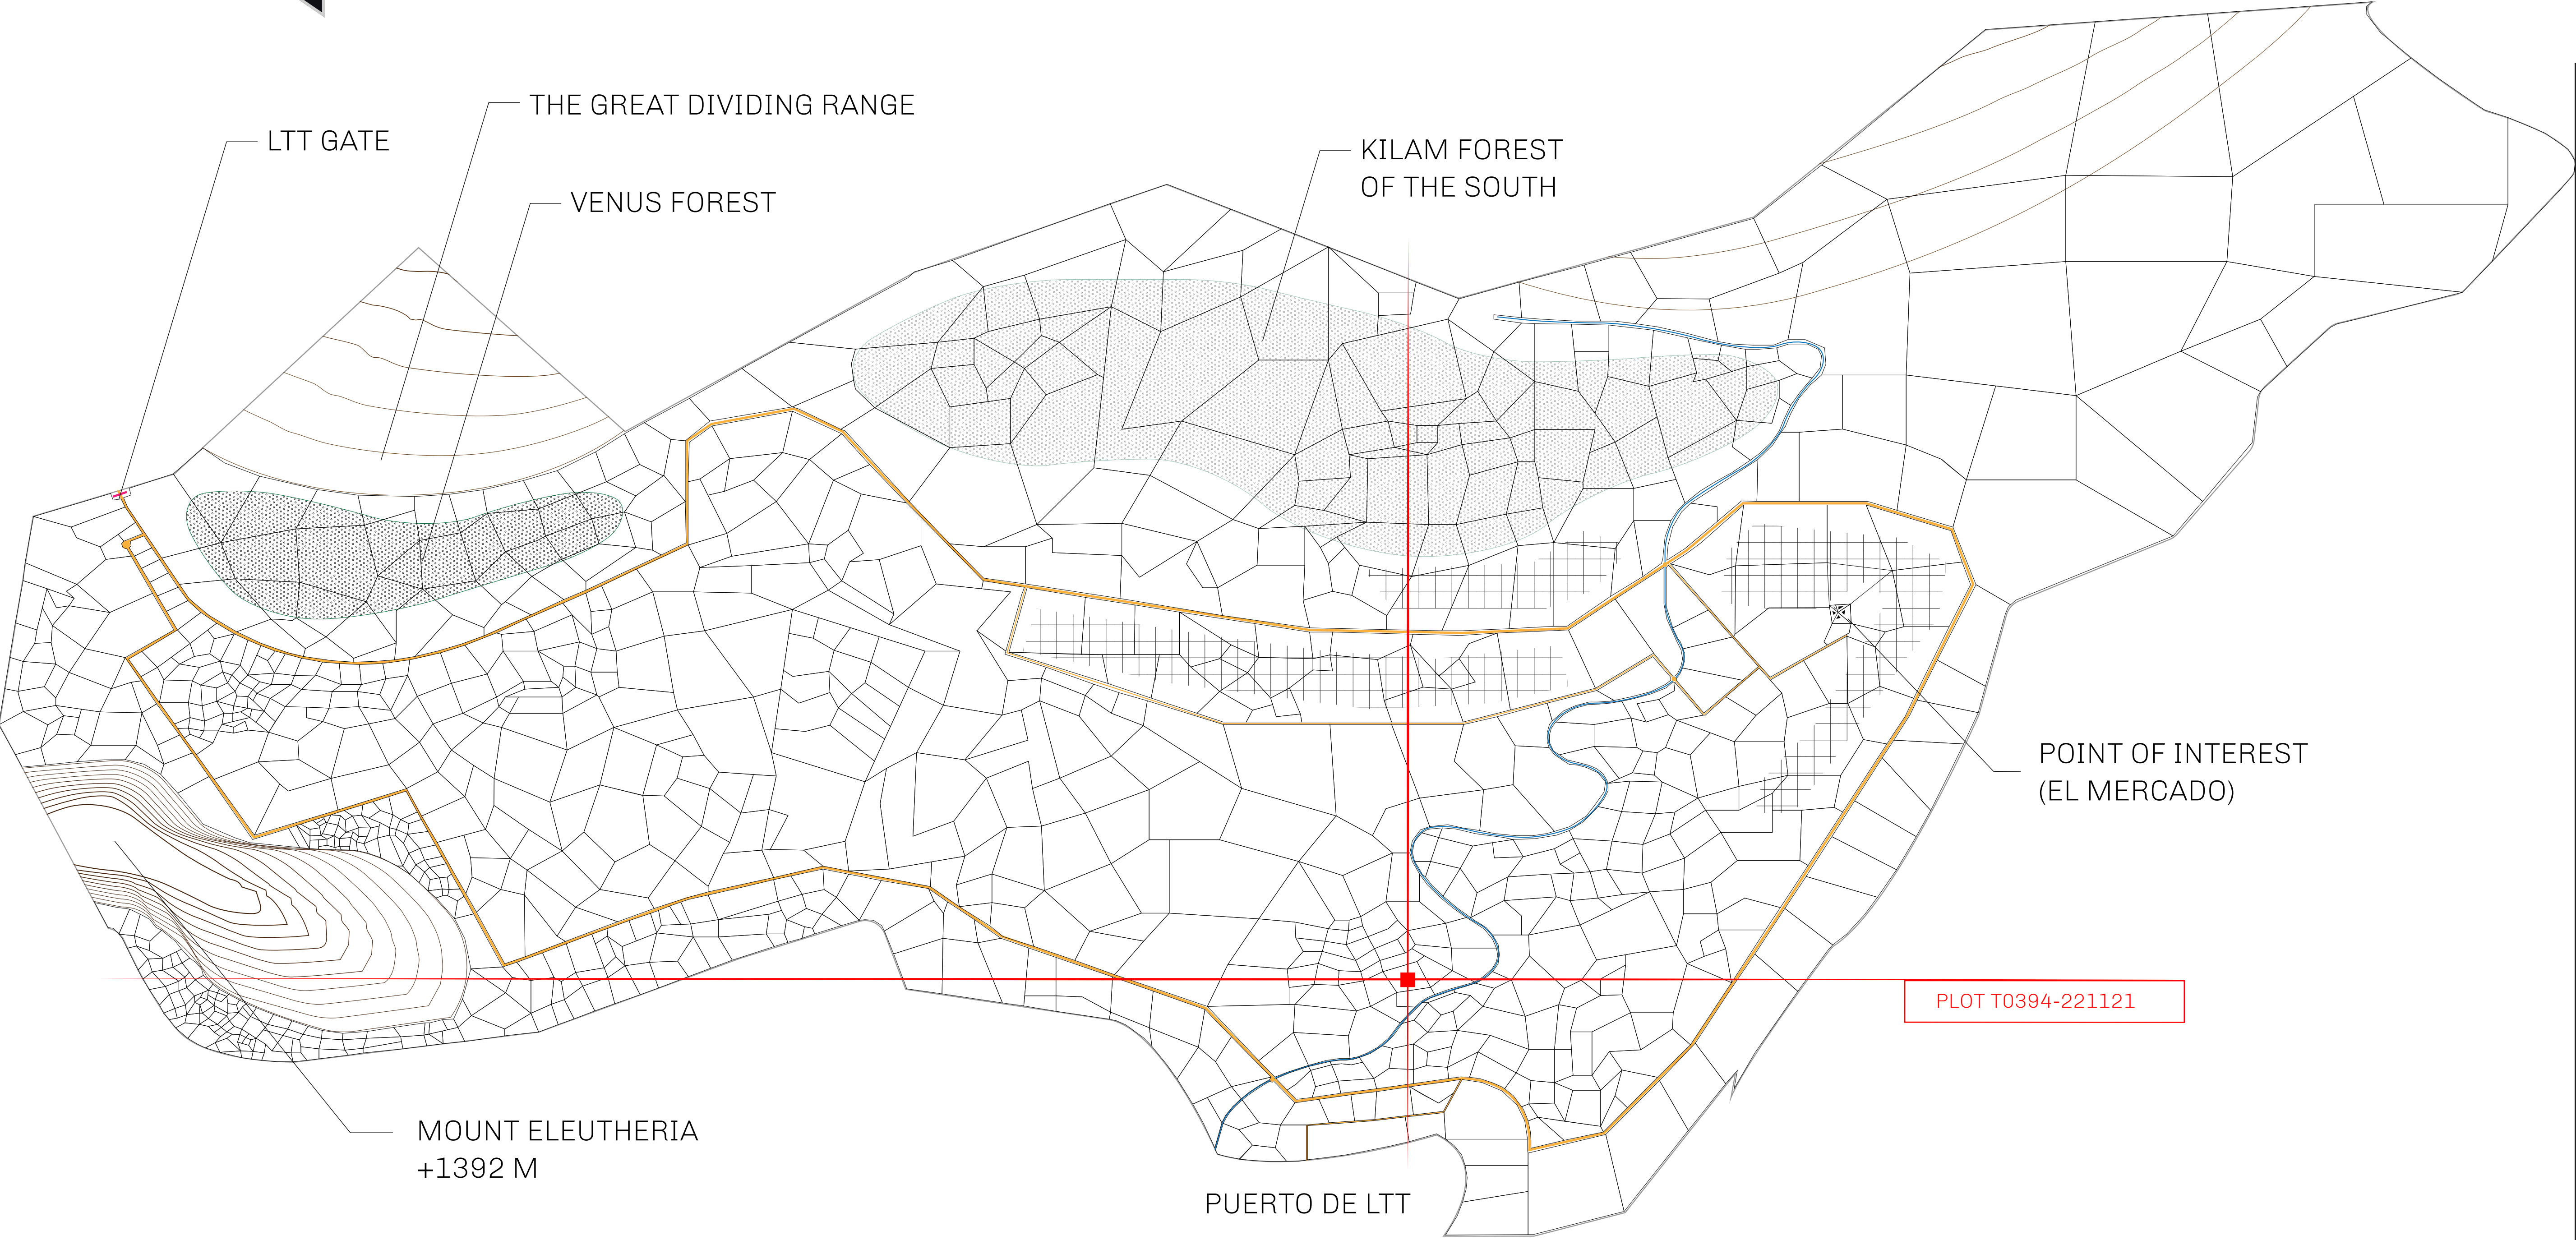 THE GREAT DIVIDING RANGE
LTT GATE
VENUS FOREST
KILAM FOREST
OF THE SOUTH
POINT OF INTEREST
(EL MERCADO)
PLOT T0394-221121
MOUNT ELEUTHERIA
+1392 M
PUERTO DE LTT